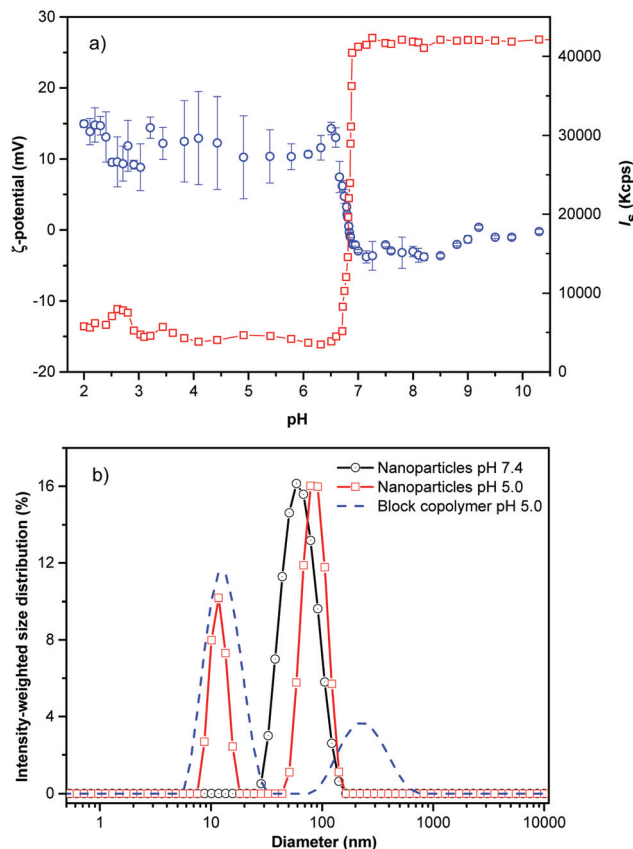 a)
30
20
10
0
-10
-20
ζ-potential (mV)
40000
30000
20000
10000
0
I_S (Kcps)
2 3 4 5 6 7 8 9 10
pH
b)
Nanoparticles pH 7.4
Nanoparticles pH 5.0
Block copolymer pH 5.0
16
12
8
4
0
Intensity-weighted size distribution (%)
1 10 100 1000 10000
Diameter (nm)